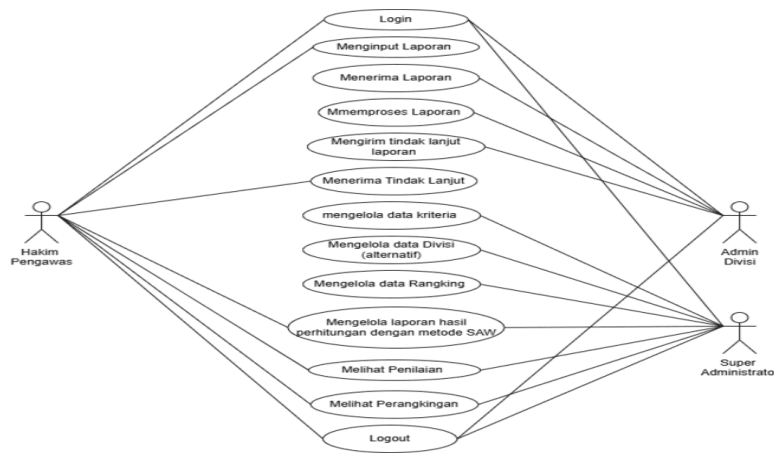 Login
Menginput Laporan
Menerima Laporan
Mmemproses Laporan
Mengirim tindak lanjut
laporan
Menerima Tindak Lanjut
mengelola data kriteria
Mengelola data Divisi
(alternatif)
Mengelola data Rangking
Mengelola laporan hasil
perhitungan dengan metode SAW
Melihat Penilaian
Melihat Perangkingan
Logout
Hakim
Pengawas
Admin
Divisi
Super
Administrato